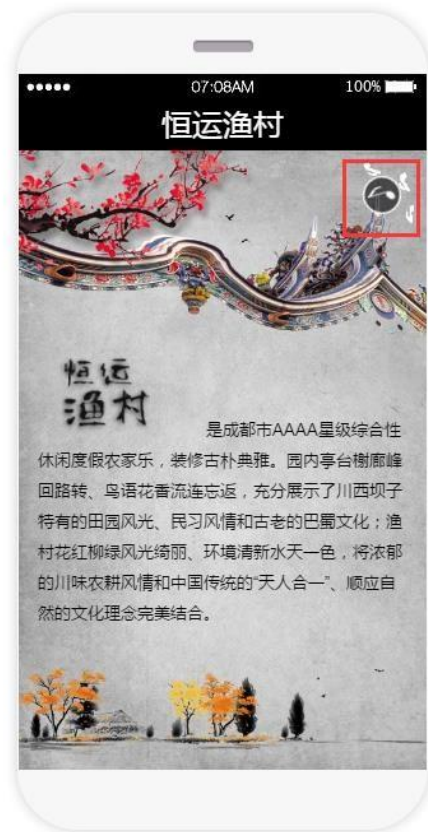 07:08AM
100%
恒运渔村
恒运
渔村
是成都市AAAA星级综合性
休闲度假农家乐，装修古朴典雅。园内亭台榭廊峰
回路转、鸟语花香流连忘返，充分展示了川西坝子
特有的田园风光、民习风情和古老的巴蜀文化；渔
村花红柳绿风光绮丽、环境清新水天一色，将浓郁
的川味农耕风情和中国传统的“天人合一”、顺应自
然的文化理念完美结合。